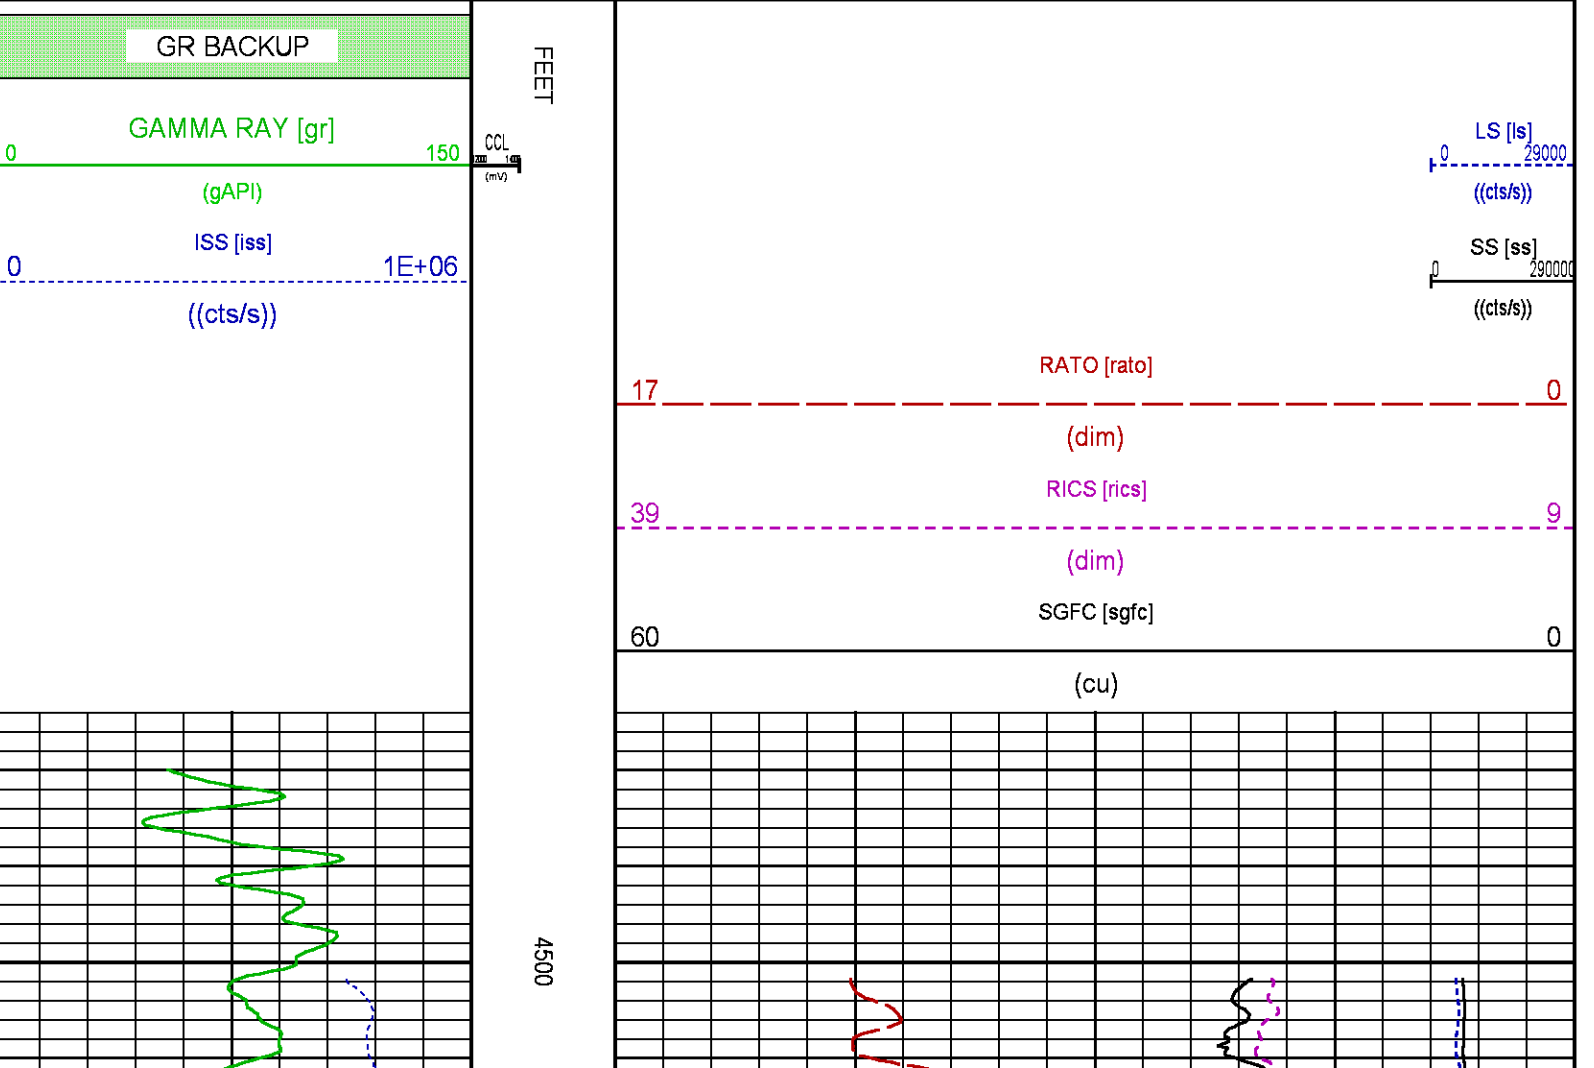 GR BACKUP
FEET
GAMMA RAY [gr]
0 150
(gAPI)
ISS [iss]
0 1E+06
((cts/s))
CCL
(mV)
LS [ls]
0 29000
((cts/s))
SS [ss]
0 290000
((cts/s))
RATO [rato]
17 0
(dim)
RICS [rics]
39 9
(dim)
SGFC [sgfc]
60 0
(cu)
4500